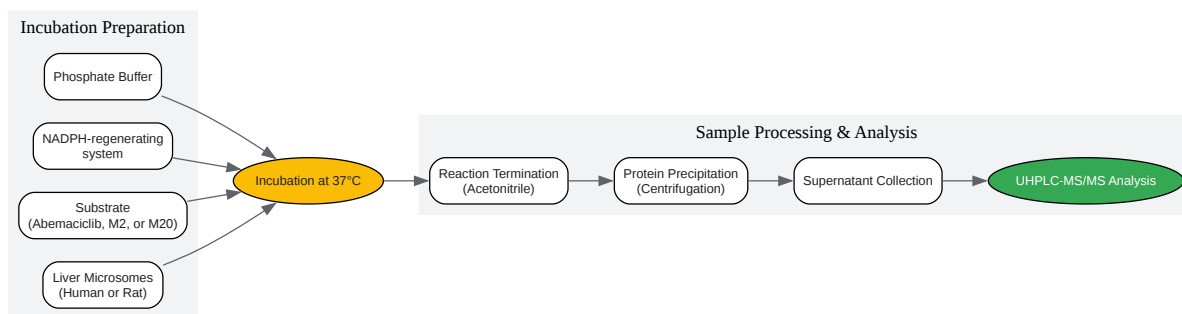 Incubation Preparation
Phosphate Buffer
NADPH-regenerating
system
Substrate
(Abemaciclib, M2, or M20)
Liver Microsomes
(Human or Rat)
Incubation at 37°C
Sample Processing & Analysis
Reaction Termination
(Acetonitrile)
Protein Precipitation
(Centrifugation)
Supernatant Collection
UHPLC-MS/MS Analysis